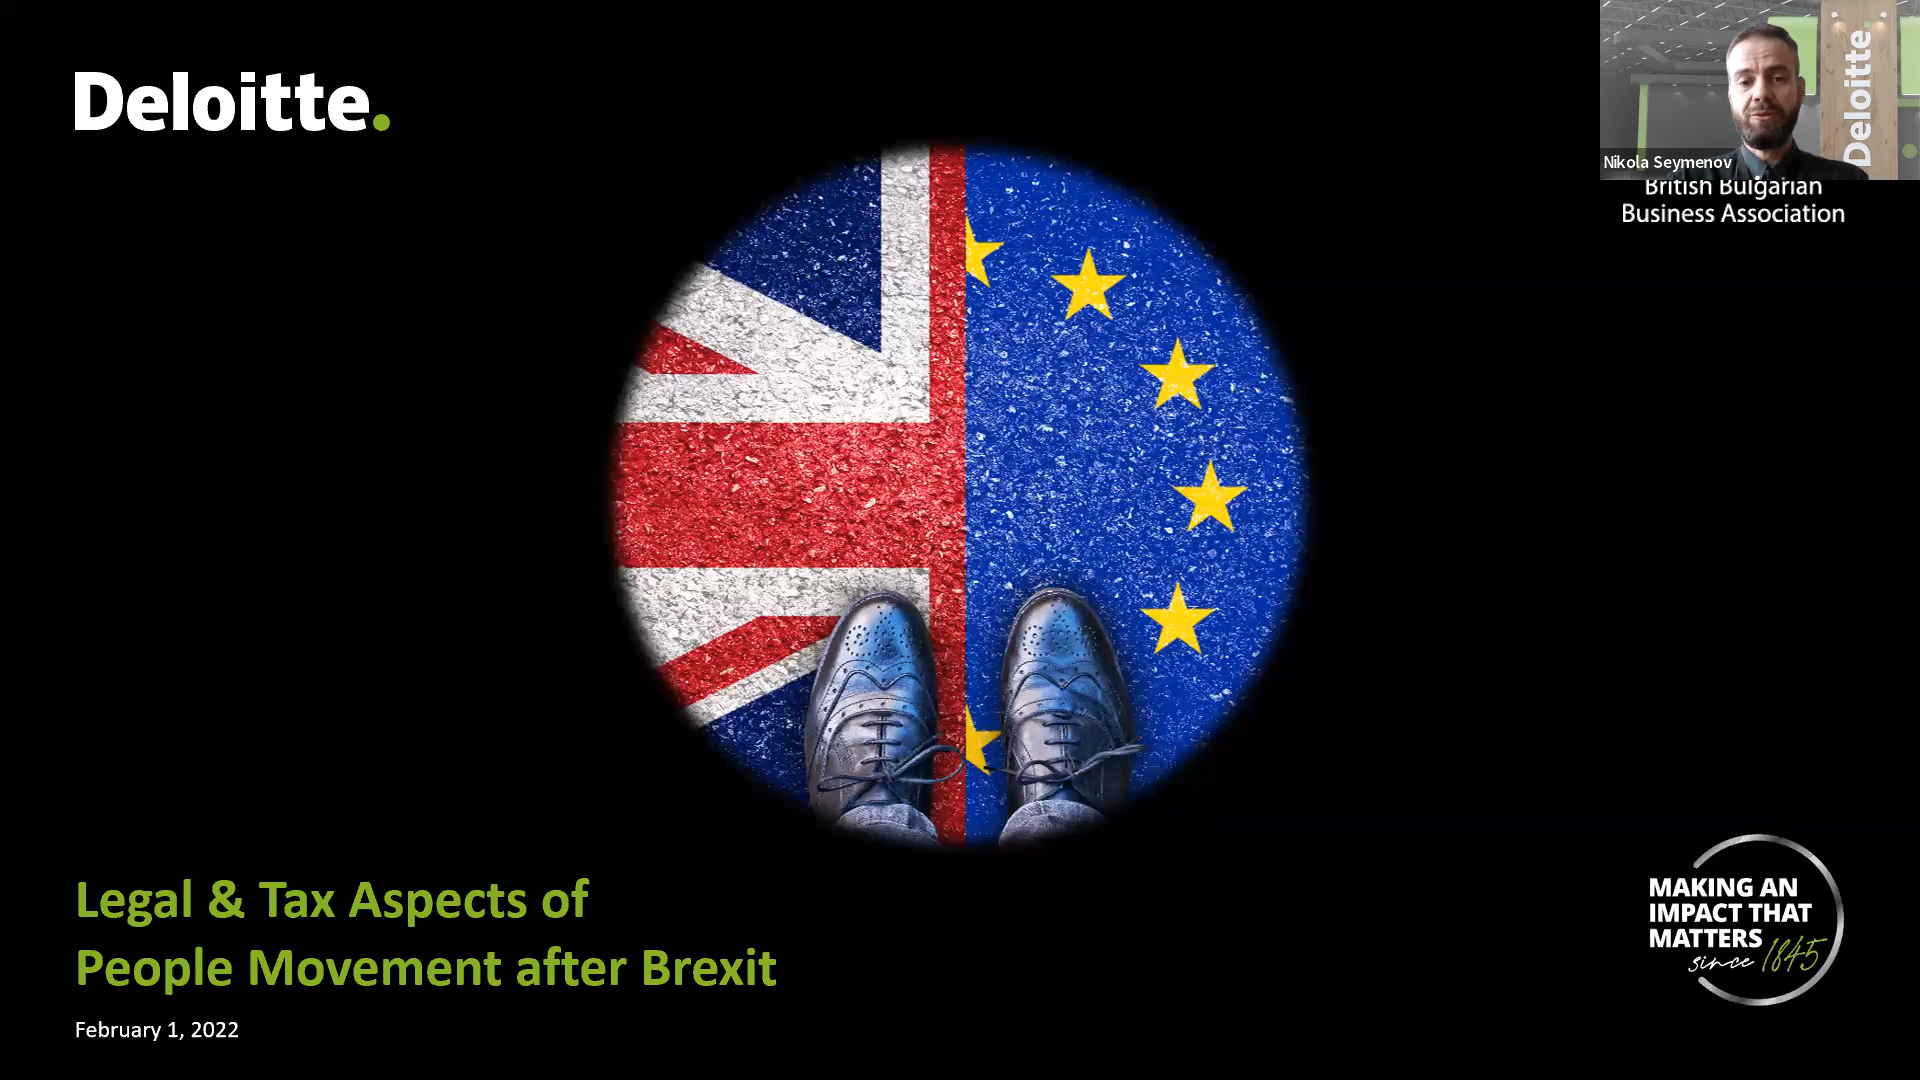 Deloitte.
Deloitte.
Nikola Seymenov
British Bulgarian
Business Association
Legal & Tax Aspects of
People Movement after Brexit
February 1, 2022
MAKING AN
IMPACT THAT
MATTERS
since 1845